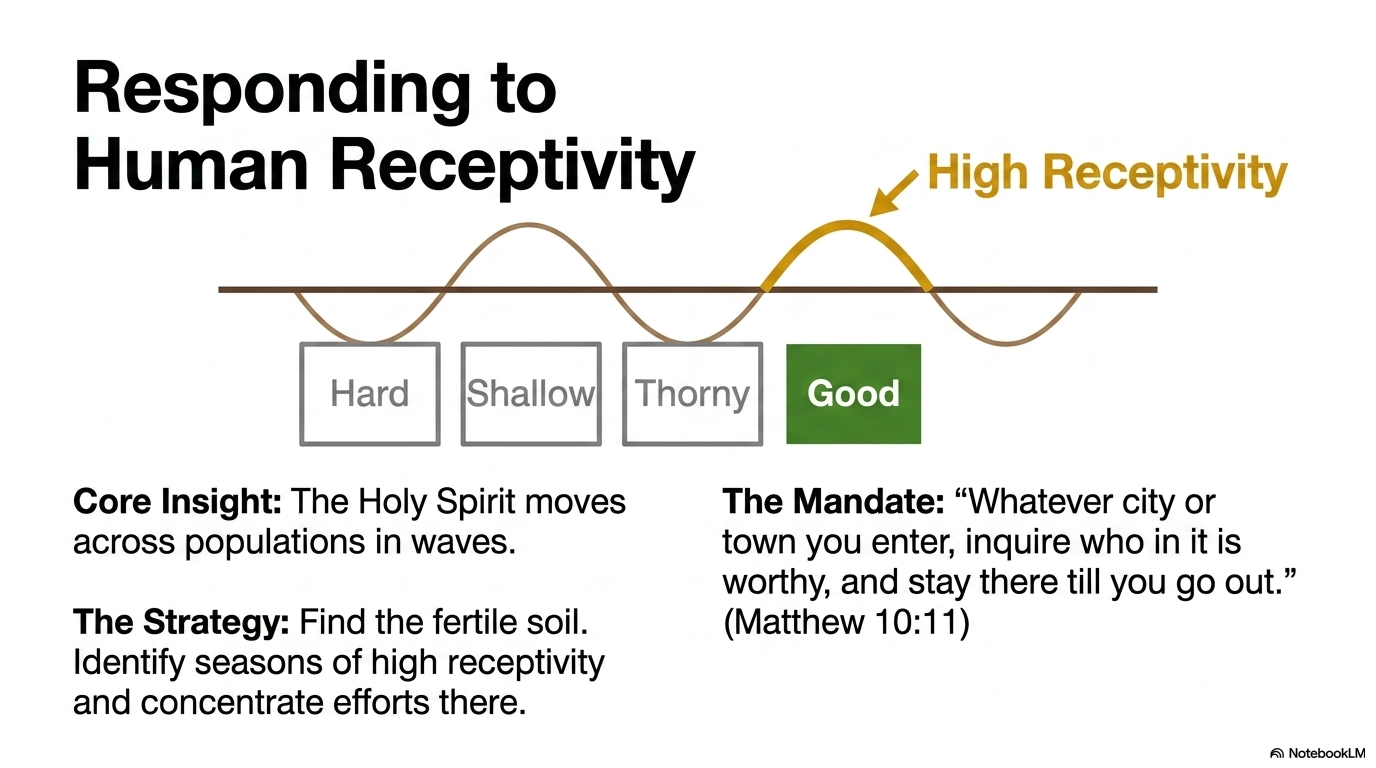 Responding to
Human Receptivity
High Receptivity
Hard
Shallow
Thorny
Good
Core Insight: The Holy Spirit moves
across populations in waves.
The Strategy: Find the fertile soil.
Identify seasons of high receptivity
and concentrate efforts there.
The Mandate: “Whatever city or
town you enter, inquire who in it is
worthy, and stay there till you go out.”
(Matthew 10:11)
NotebookLM